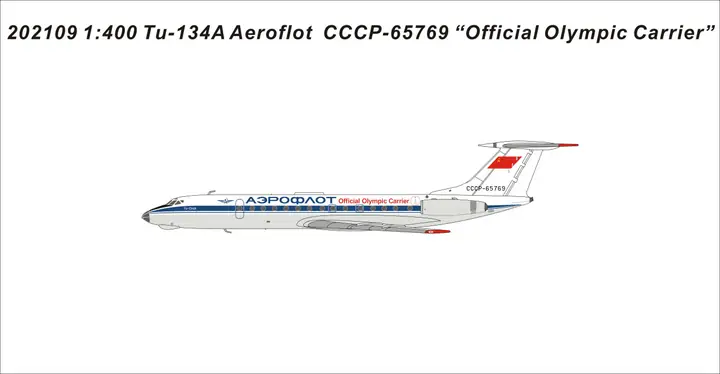 202109 1:400 Tu-134A Aeroflot CCCP-65769 “Official Olympic Carrier”
CCCP-65769
АЭРОФЛОТ Official Olympic Carrier